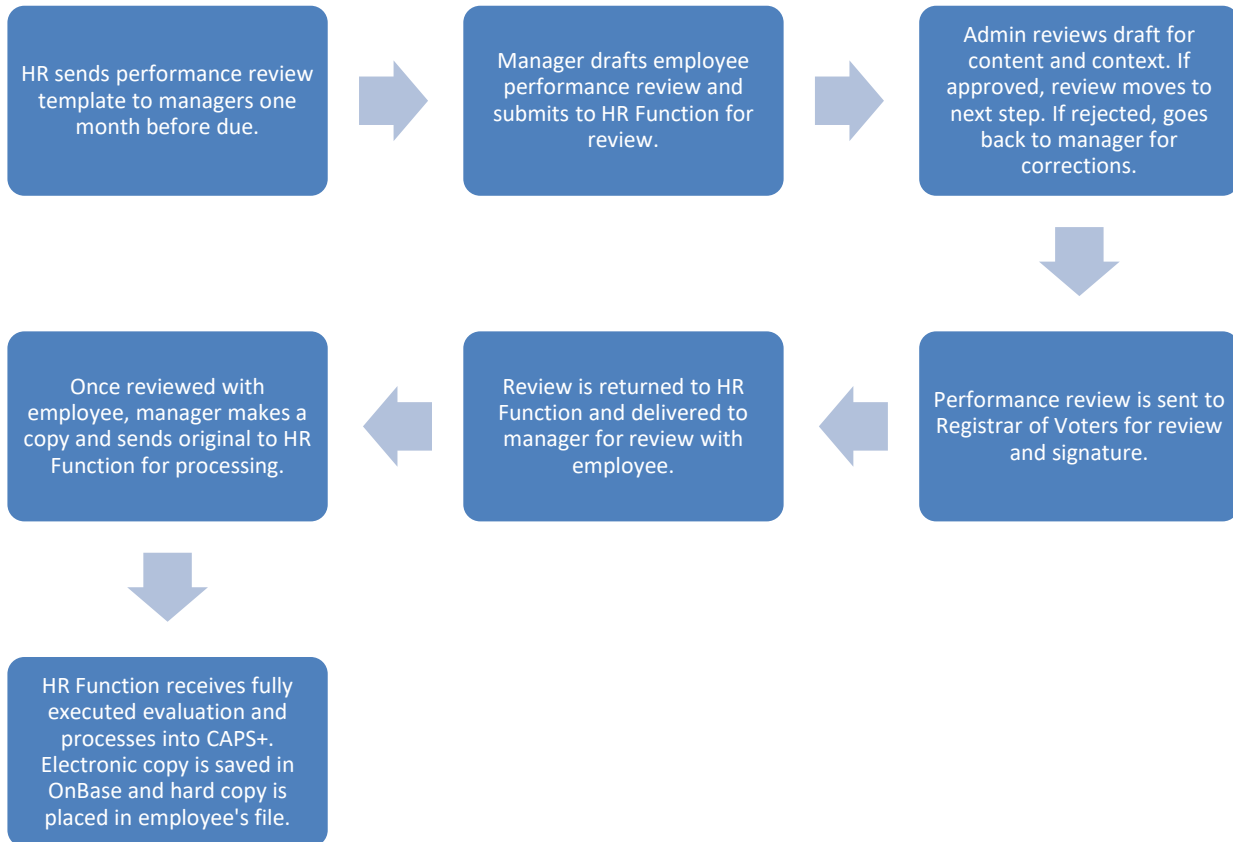 HR sends performance review
template to managers one
month before due.
Manager drafts employee
performance review and
submits to HR Function for
review.
Admin reviews draft for
content and context. If
approved, review moves to
next step. If rejected, goes
back to manager for
corrections.
Performance review is sent to
Registrar of Voters for review
and signature.
Review is returned to HR
Function and delivered to
manager for review with
employee.
Once reviewed with
employee, manager makes a
copy and sends original to HR
Function for processing.
HR Function receives fully
executed evaluation and
processes into CAPS+.
Electronic copy is saved in
OnBase and hard copy is
placed in employee's file.